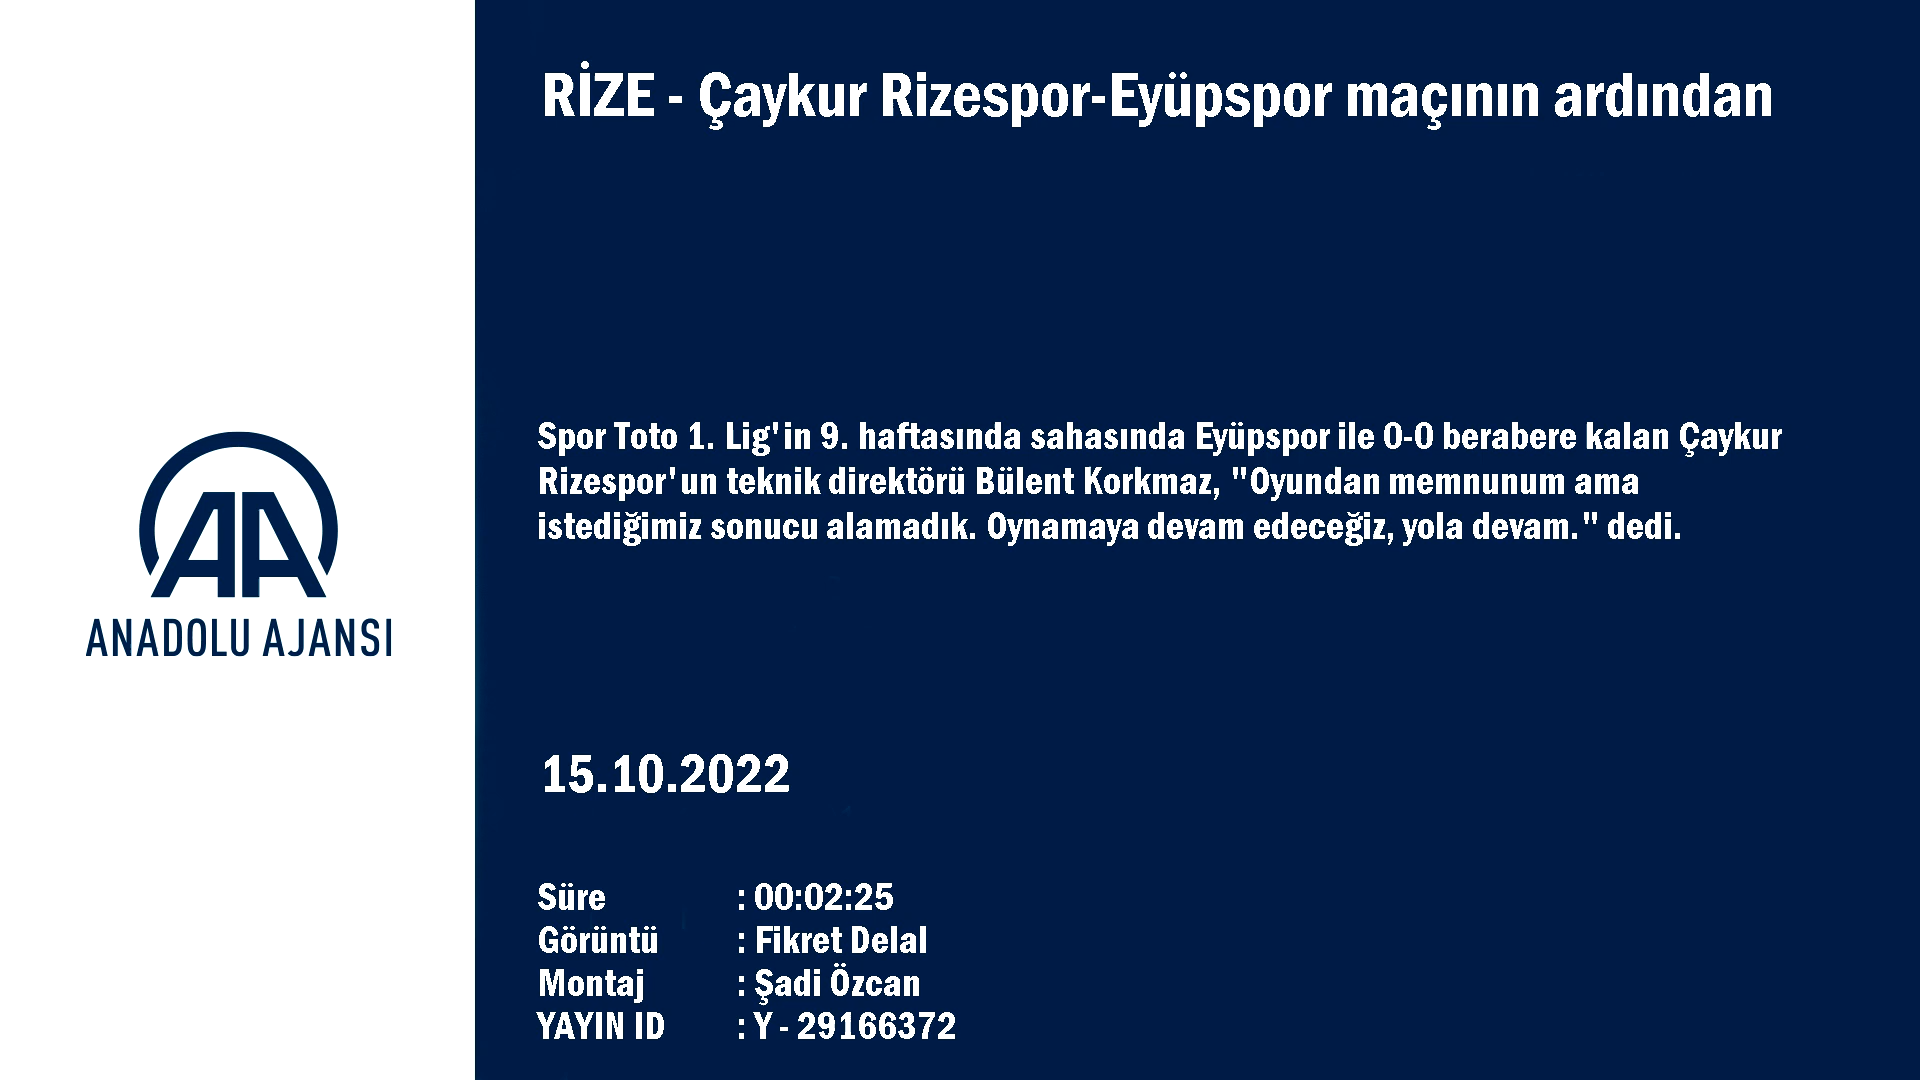 RİZE - Çaykur Rizespor-Eyüpspor maçının ardından
Spor Toto 1. Lig'in 9. haftasında sahasında Eyüpspor ile 0-0 berabere kalan Çaykur
Rizespor'un teknik direktörü Bülent Korkmaz, "Oyundan memnunum ama
istediğimiz sonucu alamadık. Oynamaya devam edeceğiz, yola devam." dedi.
AA
ANADOLU AJANSI
15.10.2022
Süre : 00:02:25
Görüntü : Fikret Delal
Montaj : Şadi Özcan
YAYIN ID : Y - 29166372